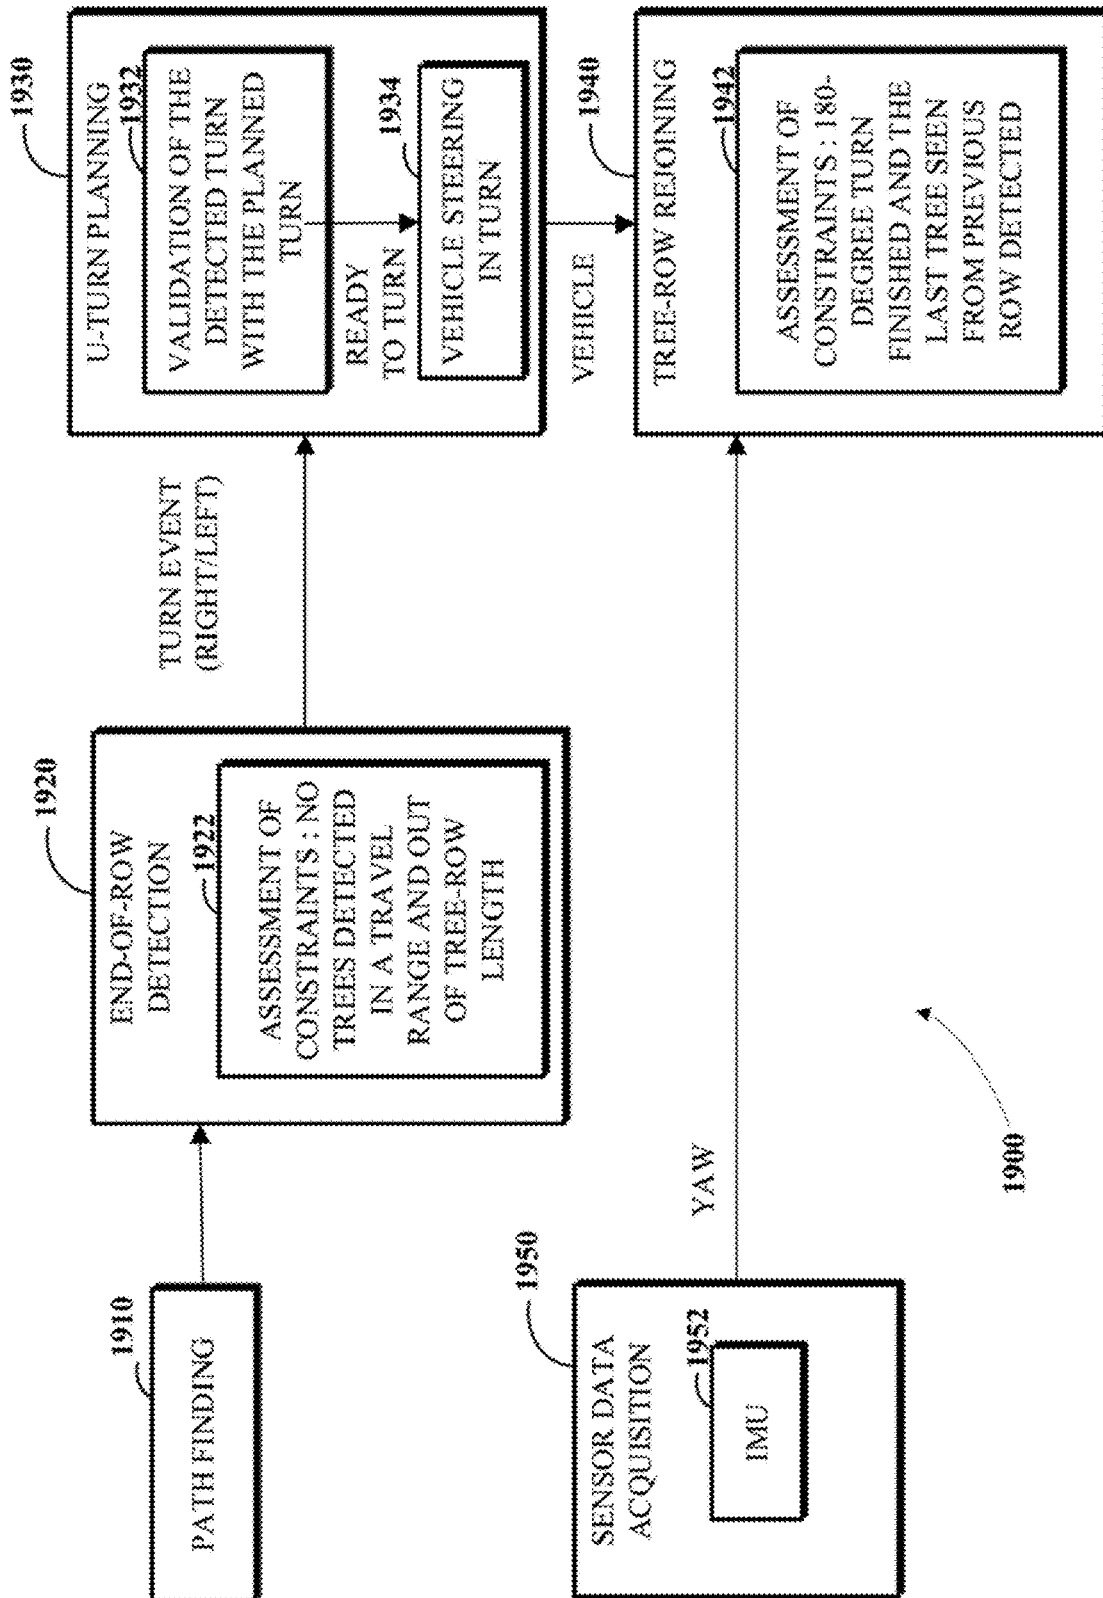 1910
PATH FINDING
1920
END-OF-ROW
DETECTION
1922
ASSESSMENT OF
CONSTRAINTS : NO
TREES DETECTED
IN A TRAVEL
RANGE AND OUT
OF TREE-ROW
LENGTH
TURN EVENT
(RIGHT/LEFT)
1930
U-TURN PLANNING
1932
VALIDATION OF THE
DETECTED TURN
WITH THE PLANNED
TURN
READY
TO TURN
1934
VEHICLE STEERING
IN TURN
VEHICLE
1950
SENSOR DATA
ACQUISITION
1952
IMU
YAW
1940
TREE-ROW REJOINING
1942
ASSESSMENT OF
CONSTRAINTS : 180-
DEGREE TURN
FINISHED AND THE
LAST TREE SEEN
FROM PREVIOUS
ROW DETECTED
1900